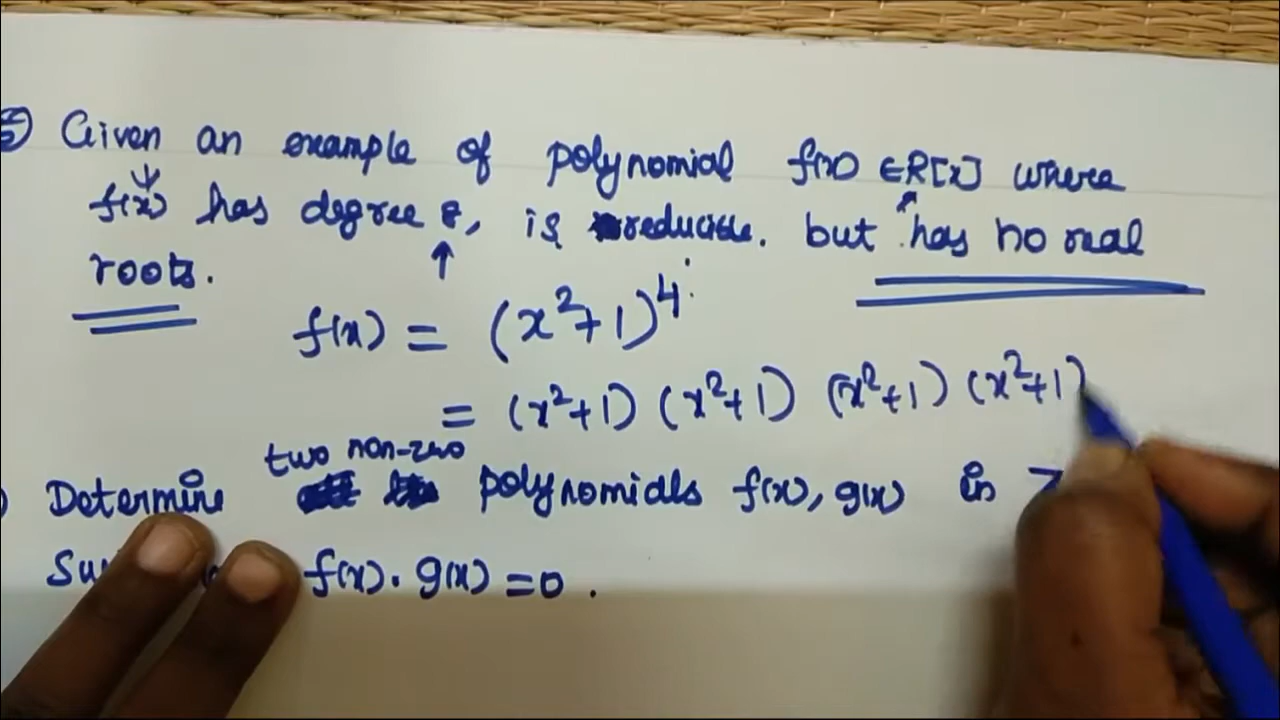 Given an example of polynomial f(x) ∈ R[x] where
f(x) has degree 8, is reducible. but has no real
roots.
f(x) = (x²+1)⁴.
= (x²+1) (x²+1) (x²+1) (x²+1)
two non-zero
Determine polynomials f(x), g(x) in
f(x). g(x) = 0.